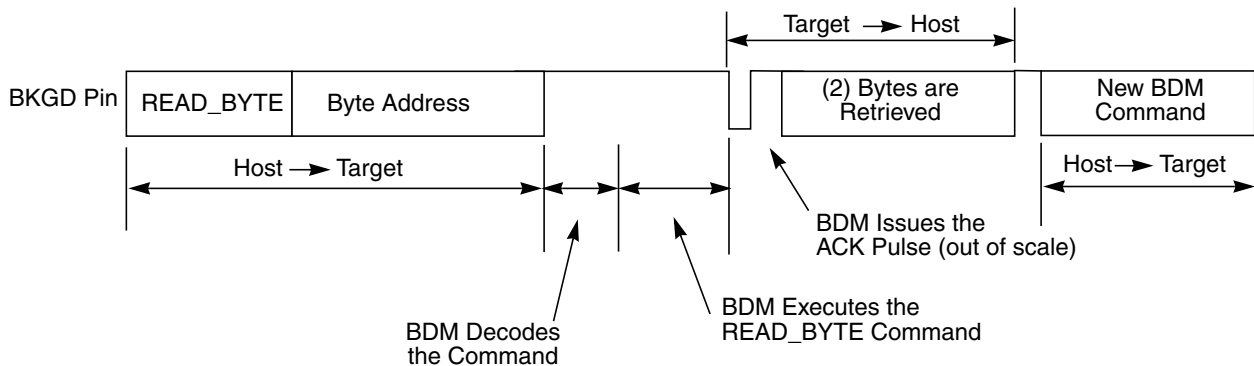 Target → Host
BKGD Pin
READ_BYTE
Byte Address
(2) Bytes are
Retrieved
New BDM
Command
Host → Target
Host → Target
BDM Issues the
ACK Pulse (out of scale)
BDM Decodes
the Command
BDM Executes the
READ_BYTE Command